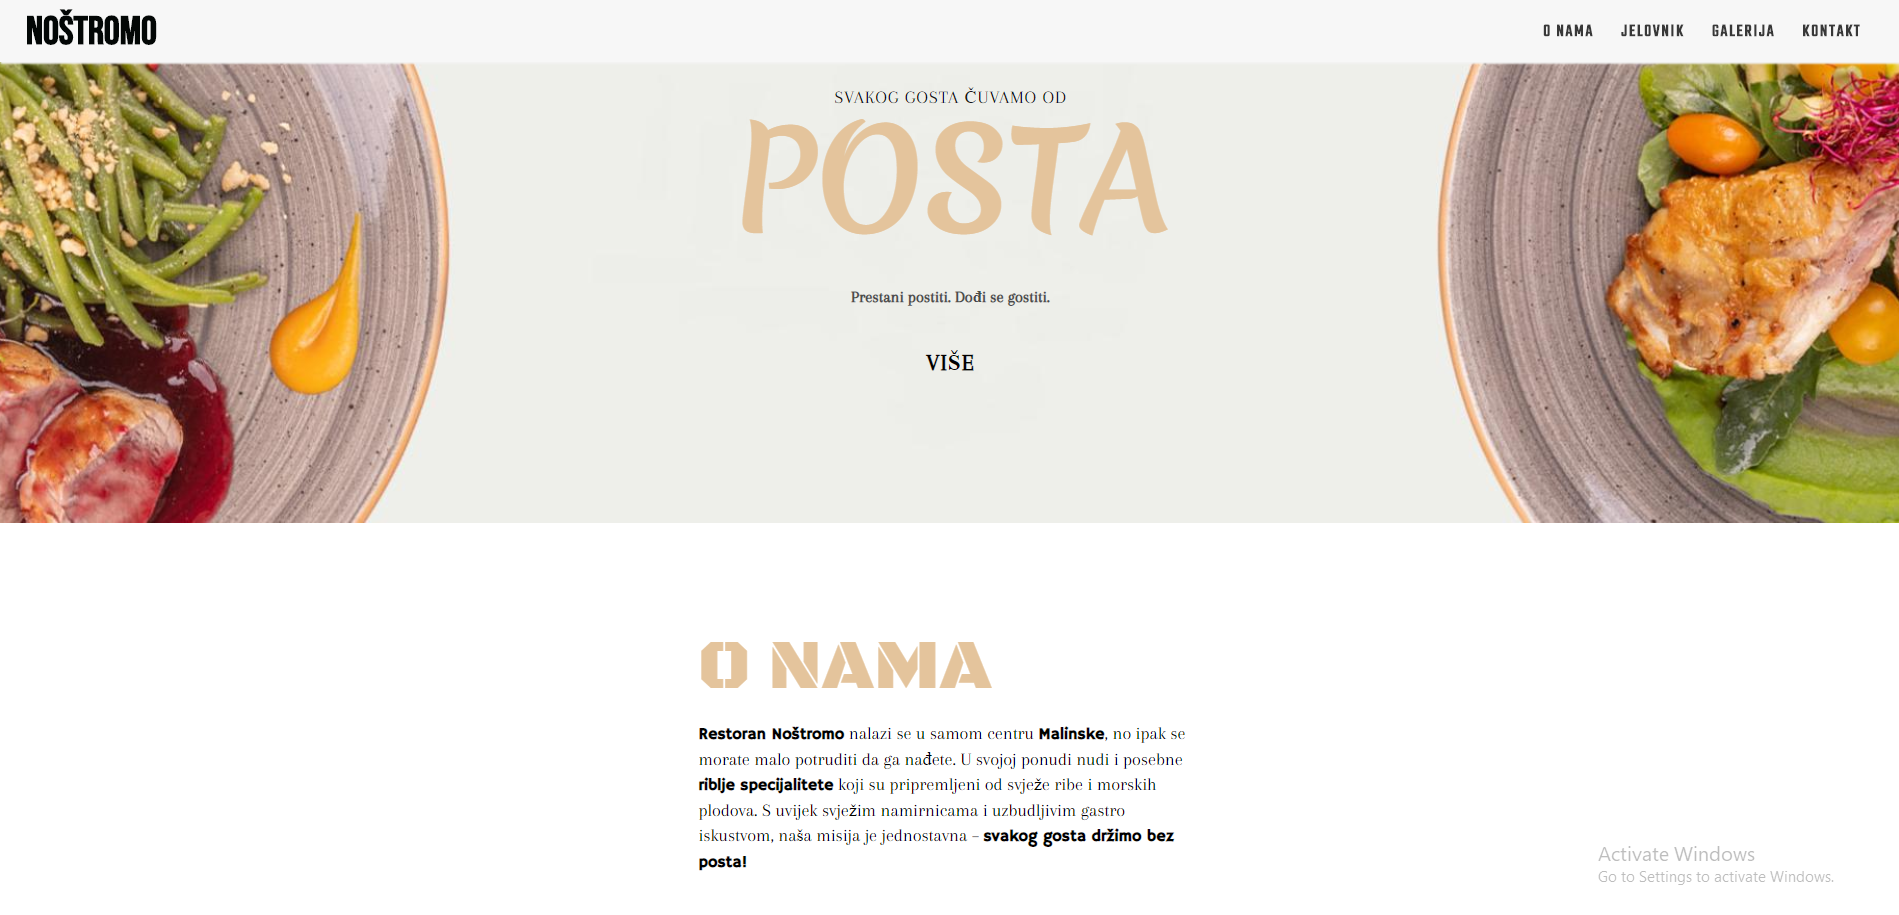 NOŠTROMO
O NAMA JELOVNIK GALERIJA KONTAKT
SVAKOG GOSTA ČUVAMO OD
POSTA
Prestani postiti. Dođi se gostiti.
VIŠE
O NAMA
Restoran Noštromo nalazi se u samom centru Malinske, no ipak se
morate malo potruditi da ga nađete. U svojoj ponudi nudi i posebne
riblje specijalitete koji su pripremljeni od svježe ribe i morskih
plodova. S uvijek svježim namirnicama i uzbudljivim gastro
iskustvom, naša misija je jednostavna – svakog gosta držimo bez
posta!
Activate Windows
Go to Settings to activate Windows.